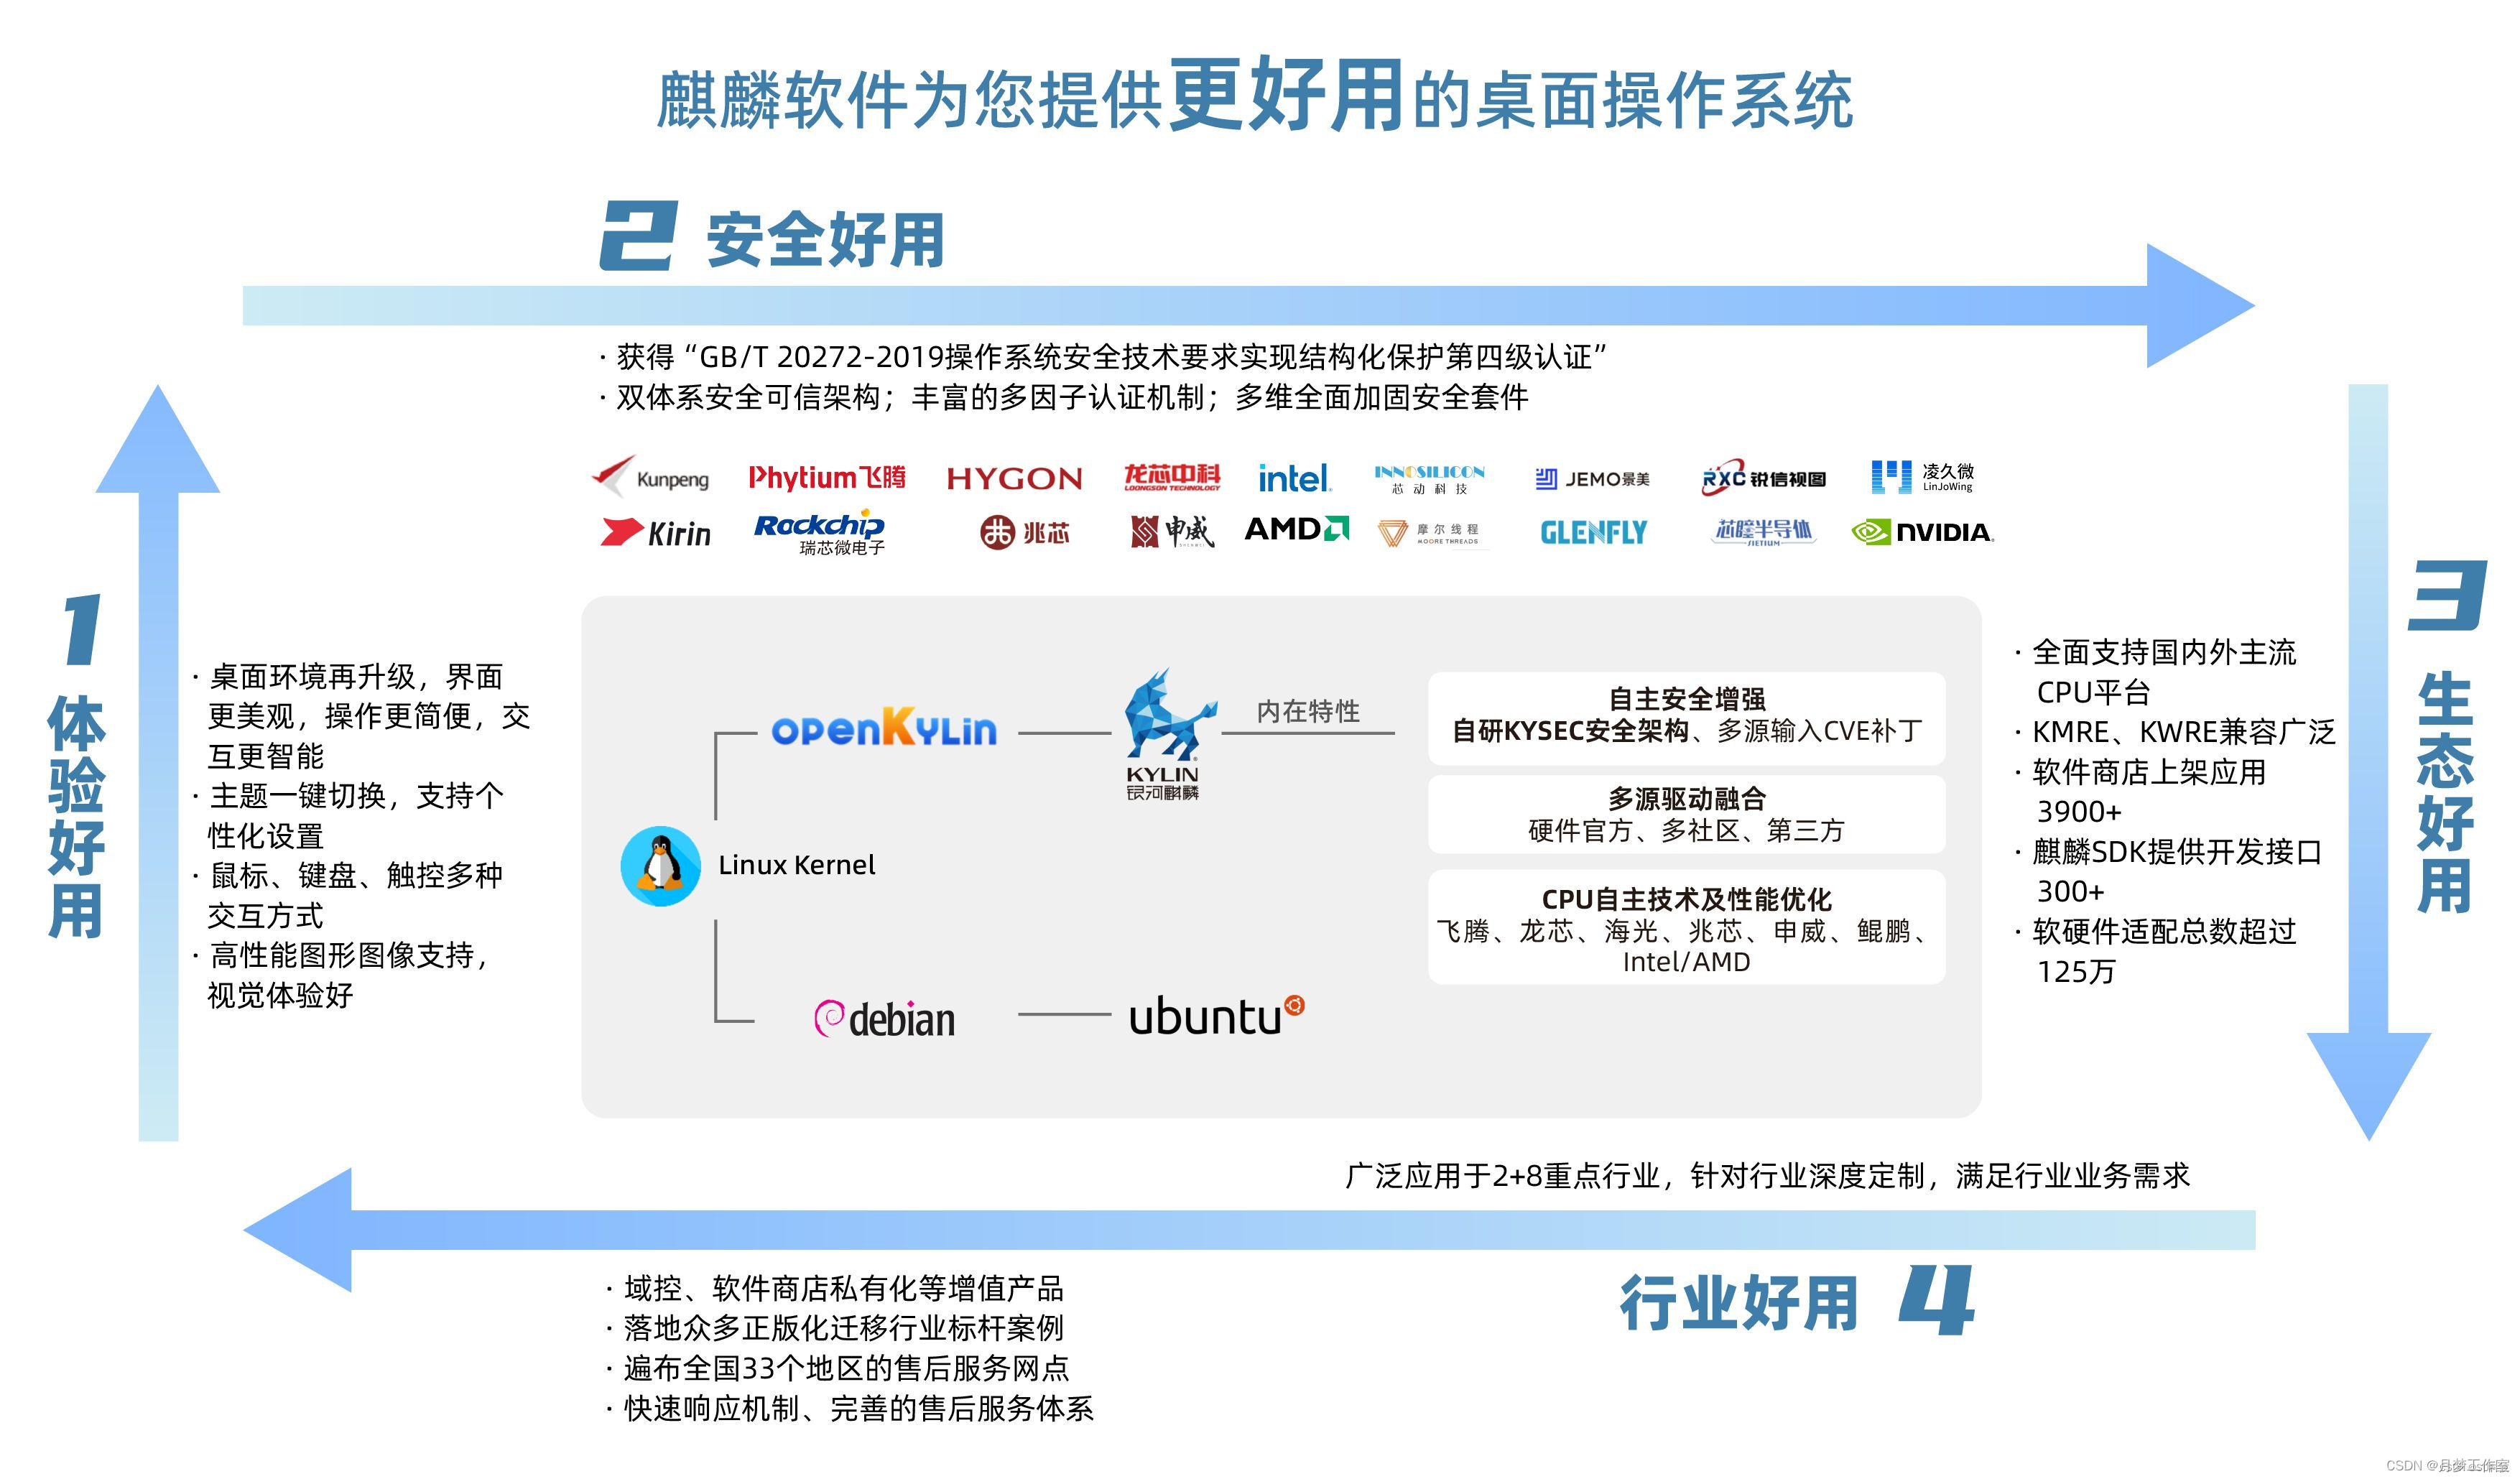 麒麟软件为您提供更好用的桌面操作系统
2 安全好用
· 获得“GB/T 20272-2019操作系统安全技术要求实现结构化保护第四级认证”
· 双体系安全可信架构；丰富的多因子认证机制；多维全面加固安全套件
Kunpeng
Phytium飞腾
HYGON
龙芯中科
LOONGSON TECHNOLOGY
intel.
INNOSILICON
芯动科技
JEMO景美
RXC 锐信视图
凌久微
LinJoWing
Kirin
Rockchip
瑞芯微电子
兆芯
申威
AMD
摩尔线程
MOORE THREADS
GLENFLY
芯瞳半导体
SIETIUM
NVIDIA.
1
体验好用
· 桌面环境再升级，界面
更美观，操作更简便，交
互更智能
· 主题一键切换，支持个
性化设置
· 鼠标、键盘、触控多种
交互方式
· 高性能图形图像支持，
视觉体验好
Linux Kernel
openKylin
KYLIN
银河麒麟
内在特性
debian
ubuntu
自主安全增强
自研KYSEC安全架构、多源输入CVE补丁
多源驱动融合
硬件官方、多社区、第三方
CPU自主技术及性能优化
飞腾、龙芯、海光、兆芯、申威、鲲鹏、
Intel/AMD
3
生态好用
· 全面支持国内外主流
CPU平台
· KMRE、KWRE兼容广泛
· 软件商店上架应用
3900+
· 麒麟SDK提供开发接口
300+
· 软硬件适配总数超过
125万
广泛应用于2+8重点行业，针对行业深度定制，满足行业业务需求
行业好用 4
· 域控、软件商店私有化等增值产品
· 落地众多正版化迁移行业标杆案例
· 遍布全国33个地区的售后服务网点
· 快速响应机制、完善的售后服务体系
CSDN @月梦工作室